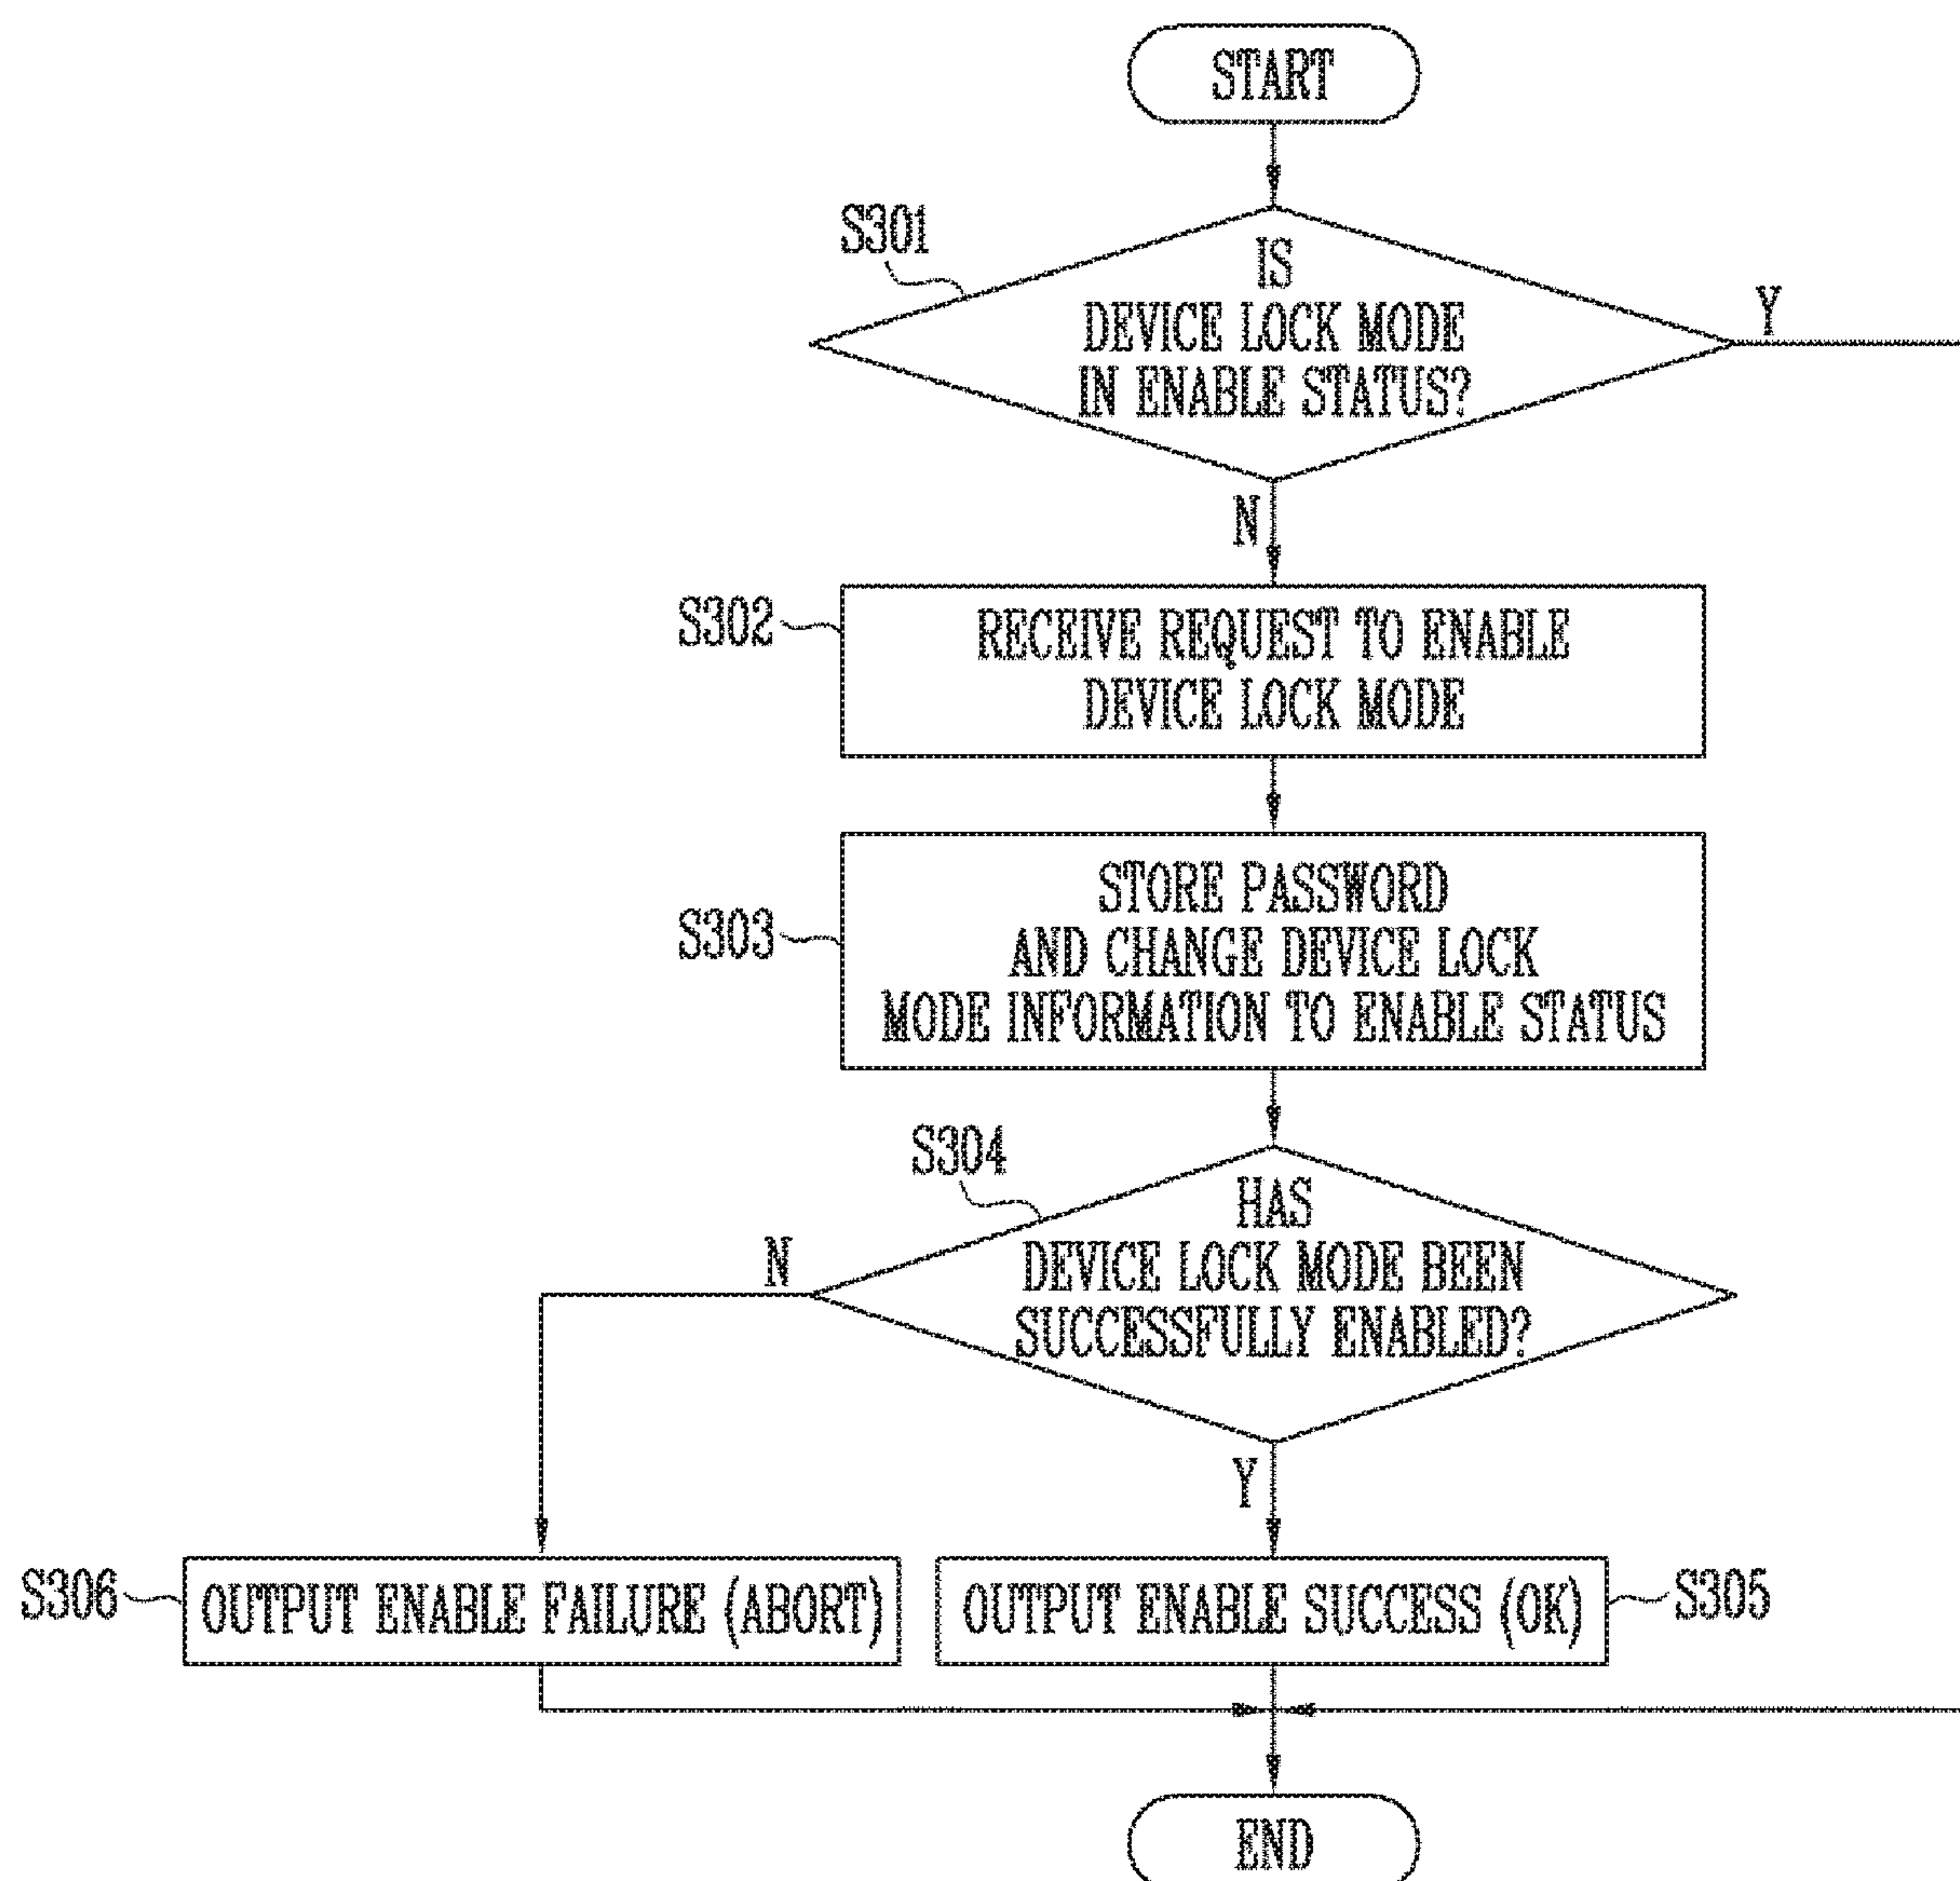 START
S301
IS
DEVICE LOCK MODE
IN ENABLE STATUS?
Y
N
S302
RECEIVE REQUEST TO ENABLE
DEVICE LOCK MODE
S303
STORE PASSWORD
AND CHANGE DEVICE LOCK
MODE INFORMATION TO ENABLE STATUS
S304
HAS
DEVICE LOCK MODE BEEN
SUCCESSFULLY ENABLED?
N
Y
S306
OUTPUT ENABLE FAILURE (ABORT)
OUTPUT ENABLE SUCCESS (OK)
S305
END